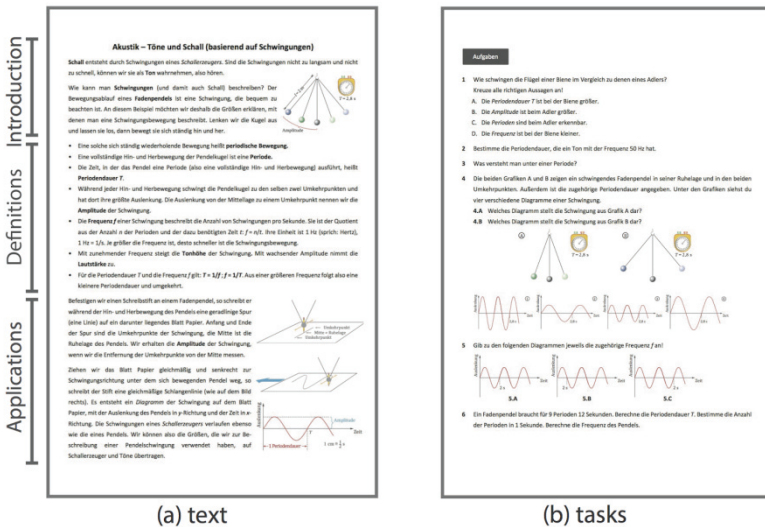 Introduction
Definitions
Applications
Akustik – Töne und Schall (basierend auf Schwingungen)
Schall entsteht durch Schwingungen eines Schallerzeugers. Sind die Schwingungen nicht zu langsam und nicht
zu schnell, können wir sie als Ton wahrnehmen, also hören.
Wie kann man Schwingungen (und damit auch Schall) beschreiben? Der
Bewegungsablauf eines Fadenpendels ist eine Schwingung, die bequem zu
beachten ist. An diesem Beispiel möchten wir deshalb die Größen erklären, mit
denen man eine Schwingungsbewegung beschreibt. Lenken wir die Kugel aus
und lassen sie los, dann bewegt sie sich ständig hin und her.
Amplitude
• Eine solche sich ständig wiederholende Bewegung heißt periodische Bewegung.
• Eine vollständige Hin- und Herbewegung der Pendelkugel ist eine Periode.
• Die Zeit, in der das Pendel eine Periode (also eine vollständige Hin- und Herbewegung) ausführt, heißt
Periodendauer T.
• Während jeder Hin- und Herbewegung schwingt die Pendelkugel zu den selben zwei Umkehrpunkten und
hat dort ihre größte Auslenkung. Die Auslenkung von der Mittellage zu einem Umkehrpunkt nennen wir die
Amplitude der Schwingung.
• Die Frequenz f einer Schwingung beschreibt die Anzahl von Schwingungen pro Sekunde. Sie ist der Quotient
aus der Anzahl n der Perioden und der dazu benötigten Zeit t: f = n/t. Ihre Einheit ist 1 Hz (sprich: Hertz),
1 Hz = 1/s. Je größer die Frequenz ist, desto schneller ist die Schwingungsbewegung.
• Mit zunehmender Frequenz steigt die Tonhöhe der Schwingung. Mit wachsender Amplitude nimmt die
Lautstärke zu.
• Für die Periodendauer T und die Frequenz f gilt: T = 1/f ; f = 1/T. Aus einer größeren Frequenz folgt also eine
kleinere Periodendauer und umgekehrt.
Befestigen wir einen Schreibstift an einem Fadenpendel, so schreibt er
während der Hin- und Herbewegung der Pendelkugel eine geradlinige Spur
(eine Linie) auf ein darunter liegendes Blatt Papier. Anfang und Ende
der Spur sind die Umkehrpunkte der Schwingung, die Mitte ist die
Ruhelage des Pendels. Wir erhalten die Amplitude der Schwingung,
wenn wir die Entfernung der Umkehrpunkte von der Mitte messen.
Umkehrpunkt
Mitte = Ruhelage
Umkehrpunkt
Ziehen wir das Blatt Papier gleichmäßig und senkrecht zur
Schwingungsrichtung unter dem sich bewegenden Pendel weg, so
schreibt der Stift eine gleichmäßige Schlangenlinie (wie auf dem Bild
rechts). Es entsteht ein Diagramm der Schwingung auf dem Blatt
Papier, mit der Auslenkung des Pendels in y-Richtung und der Zeit in x-
Richtung. Die Schwingungen eines Schallerzeugers verlaufen ebenso
wie die eines Pendels. Wir können also die Größen, die wir zur Be-
schreibung einer Pendelschwingung verwendet haben, auf
Schallerzeuger und Töne übertragen.
Auslenkung
Amplitude
T
Zeit
1 Periodendauer
(a) text
Aufgaben
1 Wie schwingen die Flügel einer Biene im Vergleich zu denen eines Adlers?
Kreuze alle richtigen Aussagen an!
A. Die Periodendauer T ist bei der Biene größer.
B. Die Amplitude ist beim Adler größer.
C. Die Perioden sind beim Adler erkennbar.
D. Die Frequenz ist bei der Biene kleiner.
2 Bestimme die Periodendauer, die ein Ton mit der Frequenz 50 Hz hat.
3 Was versteht man unter einer Periode?
4 Die beiden Grafiken A und B zeigen ein schwingendes Fadenpendel in seiner Ruhelage und in den beiden
Umkehrpunkten. Außerdem ist die zugehörige Periodendauer angegeben. Unter den Grafiken siehst du
vier verschiedene Diagramme einer Schwingung.
4.A Welches Diagramm stellt die Schwingung aus Grafik A dar?
4.B Welches Diagramm stellt die Schwingung aus Grafik B dar?
5 Gib zu den folgenden Diagrammen jeweils die zugehörige Frequenz f an!
Auslenkung Zeit Auslenkung Zeit Auslenkung Zeit
5.A 5.B 5.C
6 Ein Fadenpendel braucht für 9 Perioden 12 Sekunden. Berechne die Periodendauer T. Bestimme die Anzahl
der Perioden in 1 Sekunde. Berechne die Frequenz des Pendels.
(b) tasks